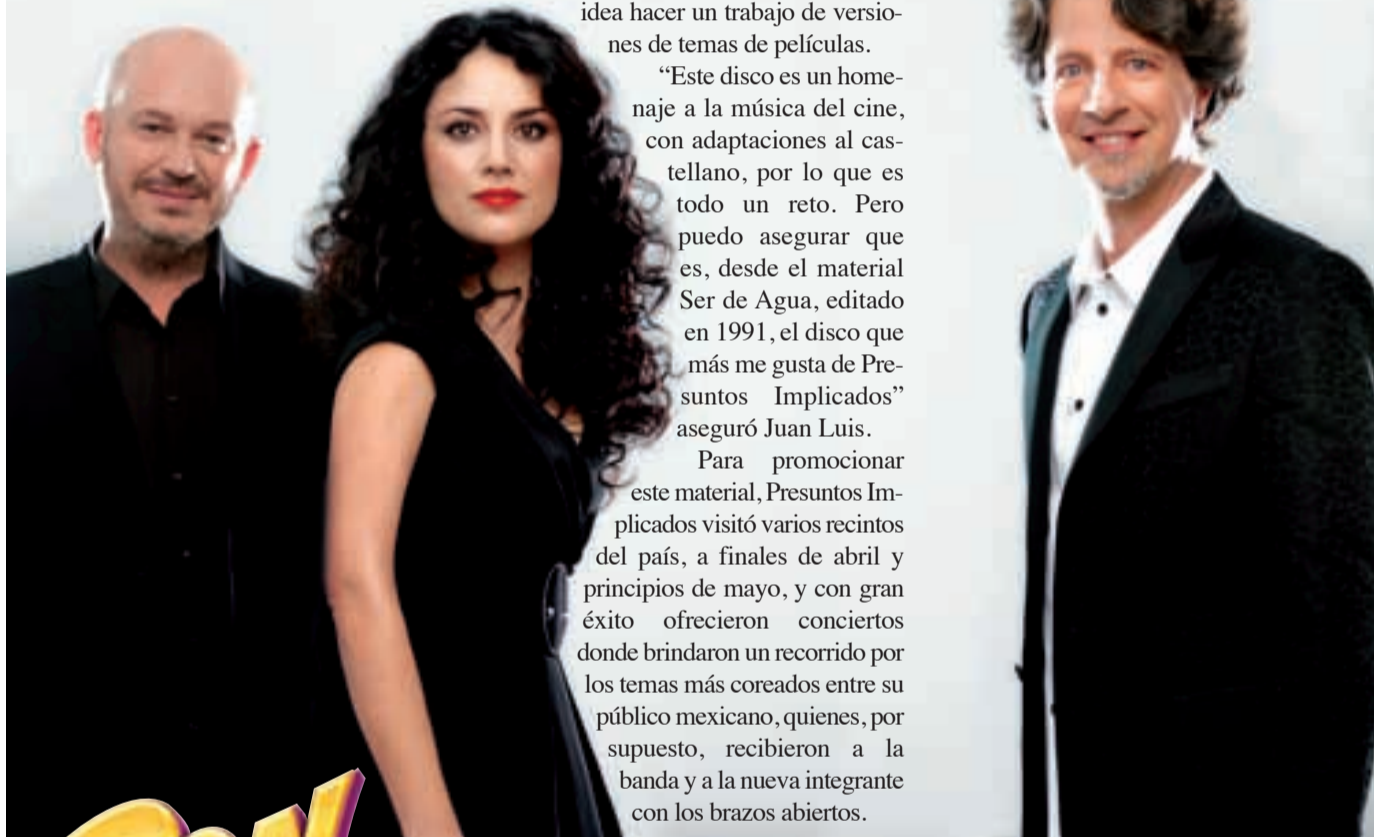 idea hacer un trabajo de versio-
nes de temas de películas.
“Este disco es un home-
naje a la música del cine,
con adaptaciones al cas-
tellano, por lo que es
todo un reto. Pero
puedo asegurar que
es, desde el material
Ser de Agua, editado
en 1991, el disco que
más me gusta de Pre-
suntos Implicados”
aseguró Juan Luis.
Para promocionar
este material, Presuntos Im-
plicados visitó varios recintos
del país, a finales de abril y
principios de mayo, y con gran
éxito ofrecieron conciertos
donde brindaron un recorrido por
los temas más coreados entre su
público mexicano, quienes, por
supuesto, recibieron a la
banda y a la nueva integrante
con los brazos abiertos.